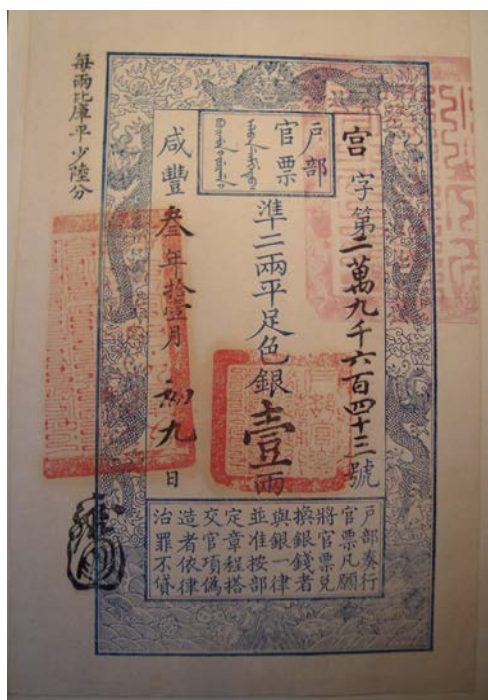 户部
官票
宮字第二萬九千六百四十三號
準二兩平足色銀壹兩
咸豐叁年拾壹月初九日
每兩比庫平少陸分
户部奏行
官票凡願
將官票兌
換銀錢者
與銀一律
並准按部
定章程搭
交官項偽
造者依律
治罪不貸